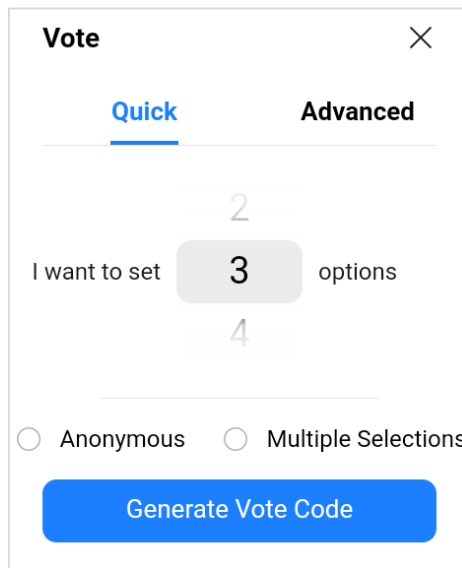 Vote
Quick Advanced
2
I want to set 3 options
4
Anonymous Multiple Selections
Generate Vote Code